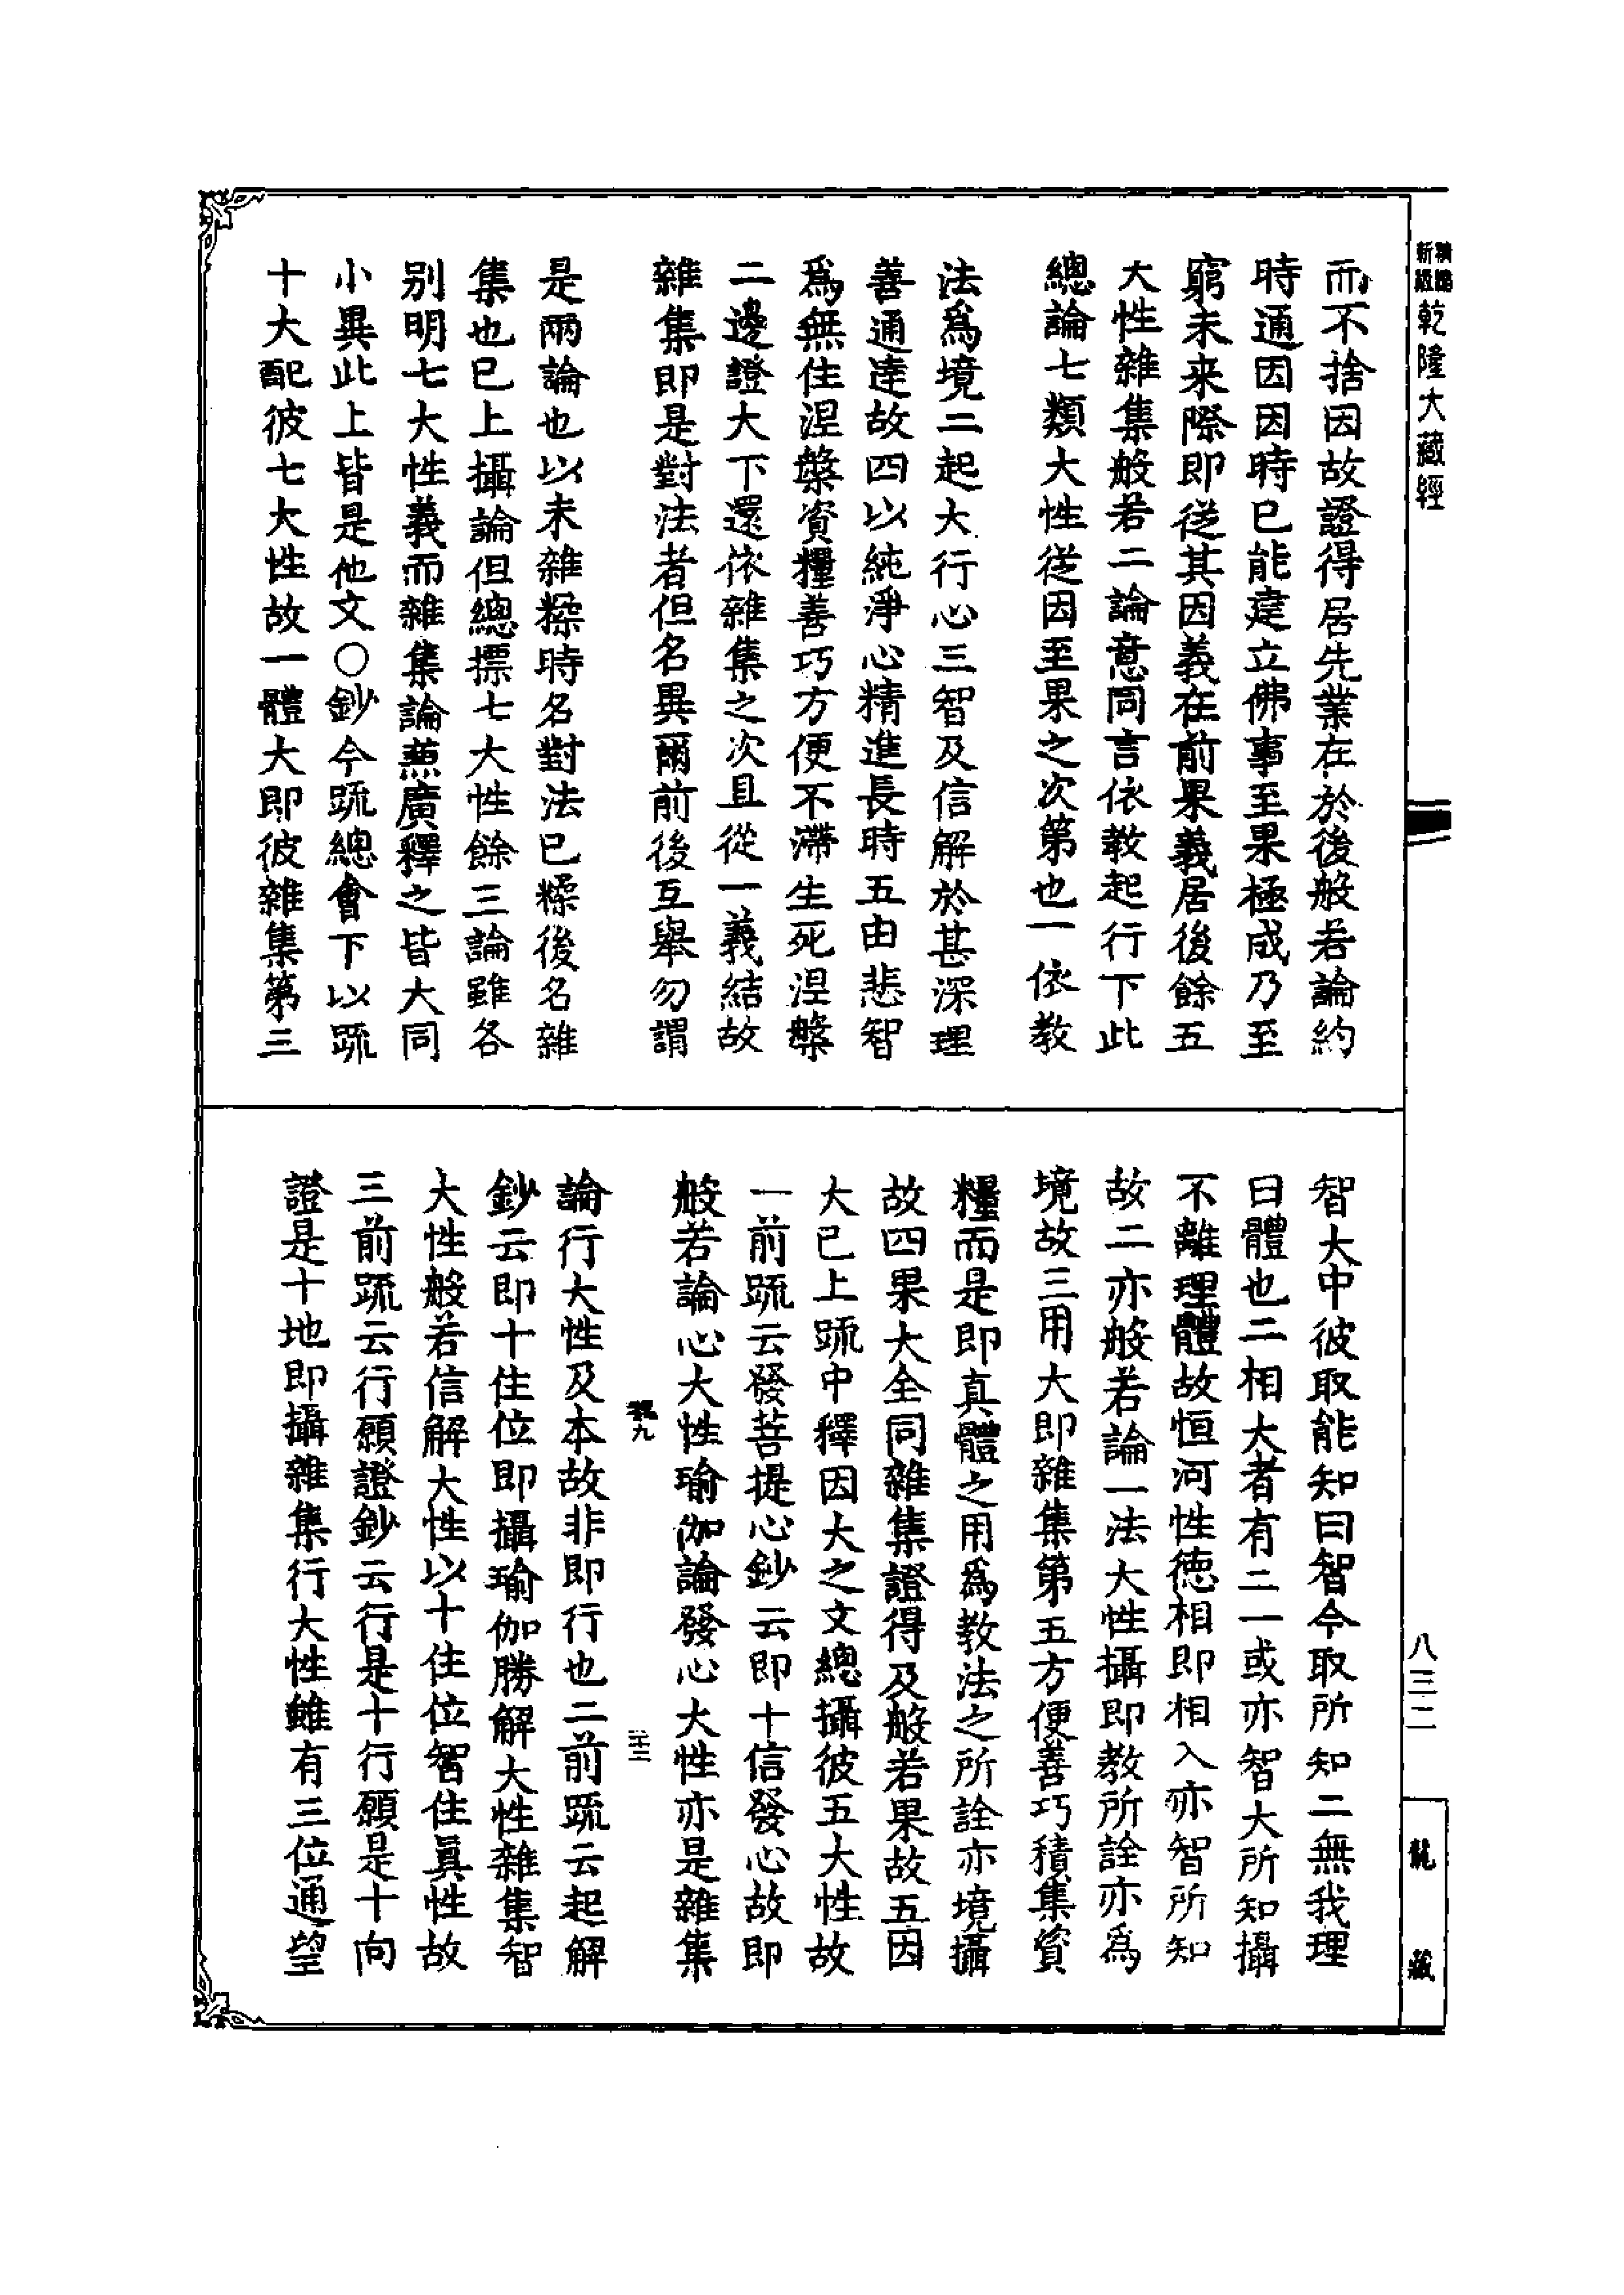 乾隆大藏經
而不捨因故證得居先業在於後般若論約
時通因因時已能建立佛事至果極成乃至
窮未来際即従其因義在前果義居後餘五
大性雜集般若二論意同言依教起行下此
總論七類大性従因至果之次第也一依教
法爲境二起大行心三智及信解於甚深理
善通達故四以純淨心精進長時五由悲智
爲無住涅槃資糧善巧方便不滯生死涅槃
二邊證大下還依雜集之次且從一義結故
雜集即是對法者但名異爾前後互舉勿謂
是兩論也以未雜糅時名對法已糅後名雜
集也已上攝論但總摽七大性餘三論雖各
别明七大性義而雜集論蕉廣釋之皆大同
小異此上皆是他文〇鈔今䟽總會下以䟽
十大配彼七大性故一體大即彼雜集第三
智大中彼取能知曰智今取所知二無我理
曰體也二相大者有二一或亦智大所知攝
不離理體故恒河性德相即相入亦智所知
故二亦般若論一法大性攝即教所詮亦爲
境故三用大即雜集第五方便善巧積集資
糧而是即真體之用爲教法之所詮亦境攝
故四果大全同雜集證得及般若果故五因
大已上䟽中釋因大之文總攝彼五大性故
一前䟽云發菩提心鈔云即十信發心故即
般若論心大性瑜伽論發心大性亦是雜集
論行大性及本故非即行也二前䟽云起解
鈔云即十住位即攝瑜伽勝解大性雜集智
大性般若信解大性以十住位智住眞性故
三前䟽云行願證鈔云行是十行願是十向
證是十地即攝雜集行大性雖有三位通望
八三二
龍藏